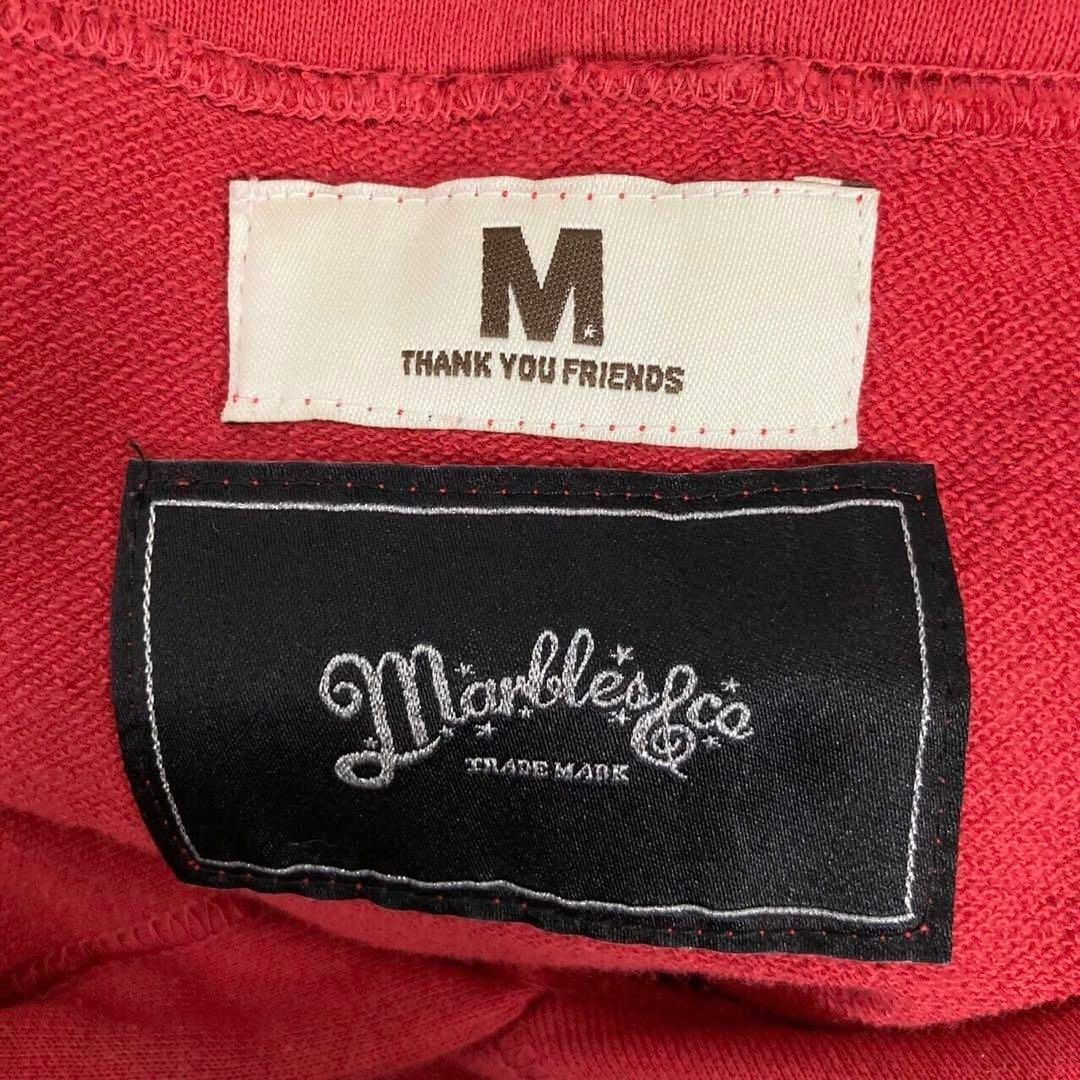 M
THANK YOU FRIENDS
Marbles&co
TRADE MARK